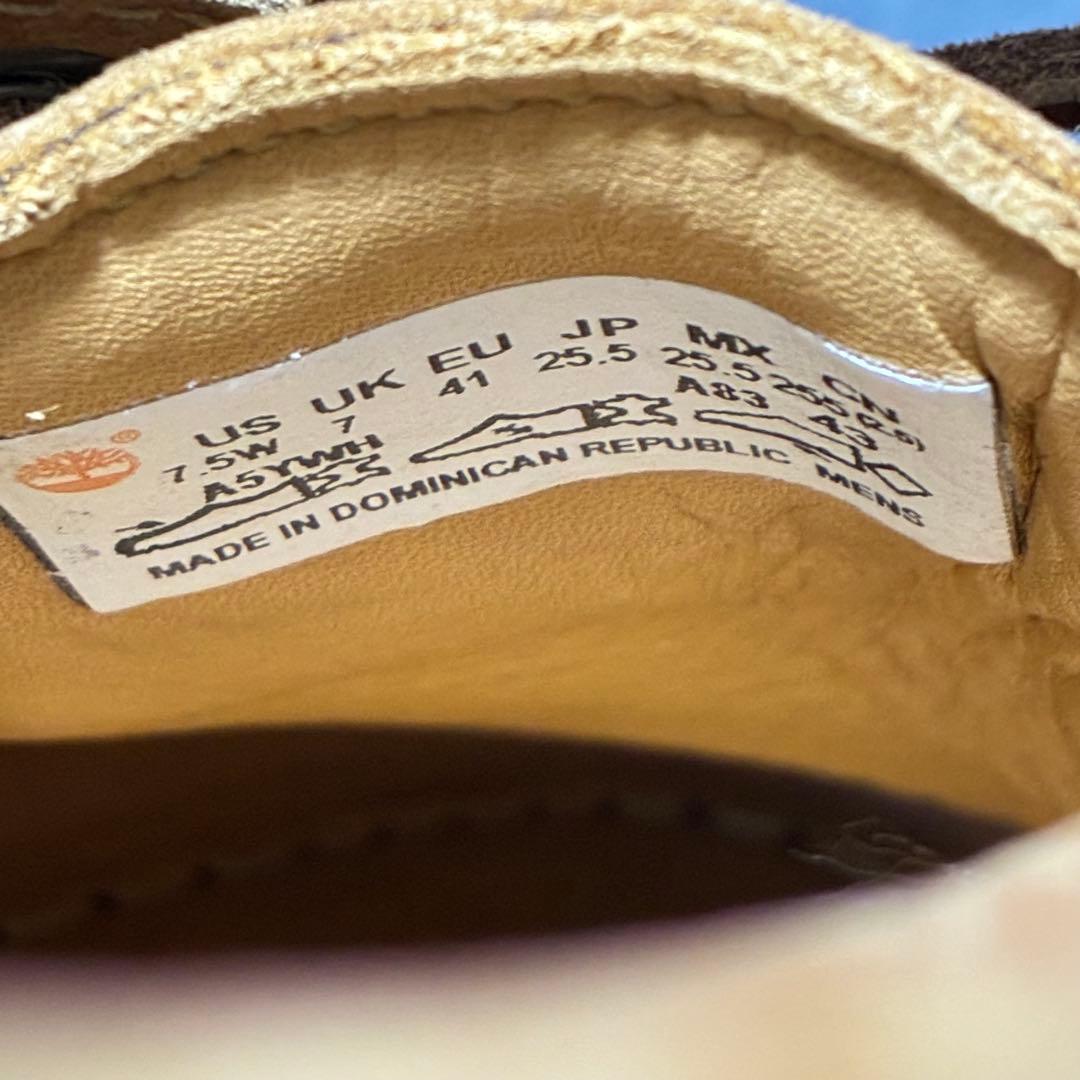 US UK EU JP MX CN
7.5W 7 41 25.5 25.5 255(2.5)
A5YWH A83 43
MADE IN DOMINICAN REPUBLIC MENS